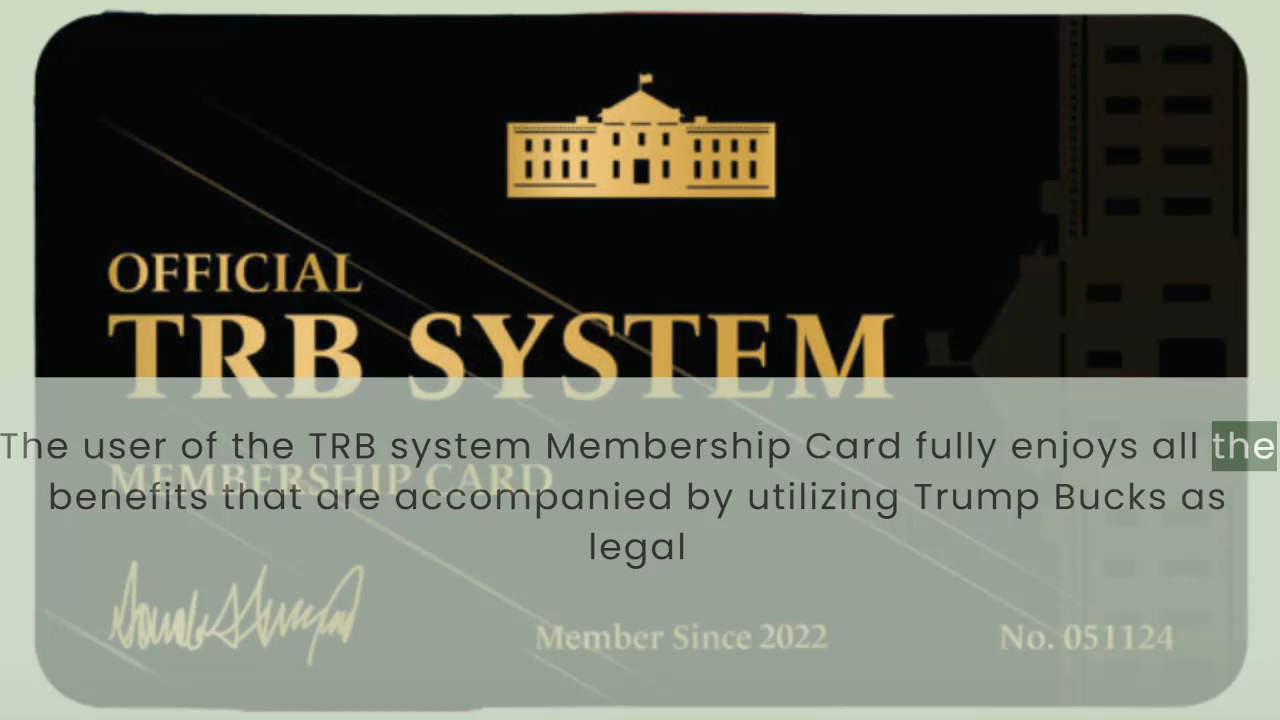 OFFICIAL
TRB SYSTEM
The user of the TRB system Membership Card fully enjoys all the
MEMBERSHIP CARD
benefits that are accompanied by utilizing Trump Bucks as
legal
Member Since 2022
No. 051124